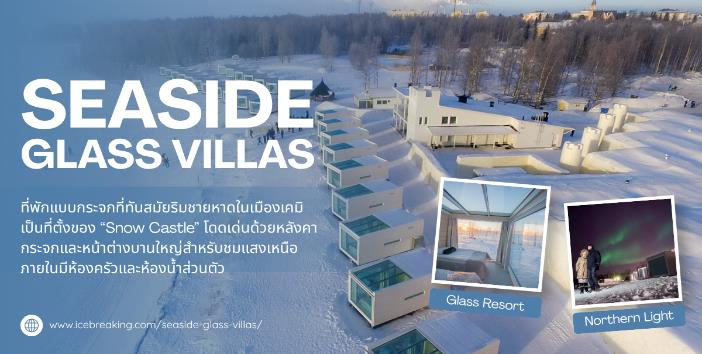 SEASIDE
GLASS VILLAS
ที่พักแบบกระจกที่ทันสมัยริมชายหาดในเมืองเคมิ
เป็นที่ตั้งของ “Snow Castle” โดดเด่นด้วยหลังคา
กระจกและหน้าต่างบานใหญ่สำหรับชมแสงเหนือ
ภายในมีห้องครัวและห้องน้ำส่วนตัว
Glass Resort
Northern Light
www.icebreaking.com/seaside-glass-villas/